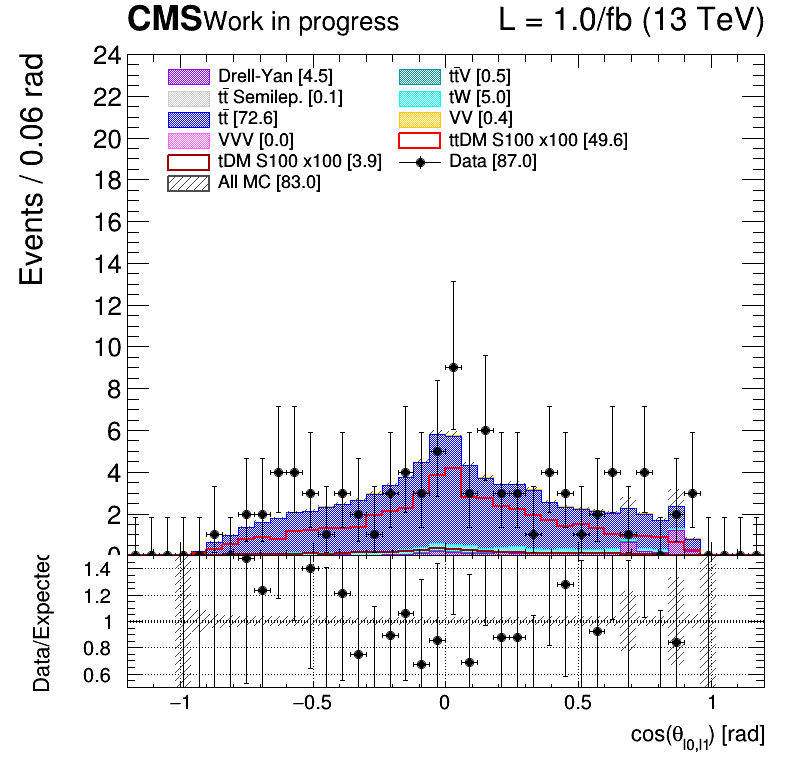 CMS Work in progress L = 1.0/fb (13 TeV)
Events / 0.06 rad
24
22
20
18
16
14
12
10
8
6
4
2
0
Drell-Yan [4.5] tt̄V [0.5]
tt̄ Semilep. [0.1] tW [5.0]
tt̄ [72.6] VV [0.4]
VVV [0.0] ttDM S100 x100 [49.6]
tDM S100 x100 [3.9] Data [87.0]
All MC [83.0]
Data/Expected
1.4
1.2
1
0.8
0.6
−1 −0.5 0 0.5 1
cos(θl0,l1) [rad]